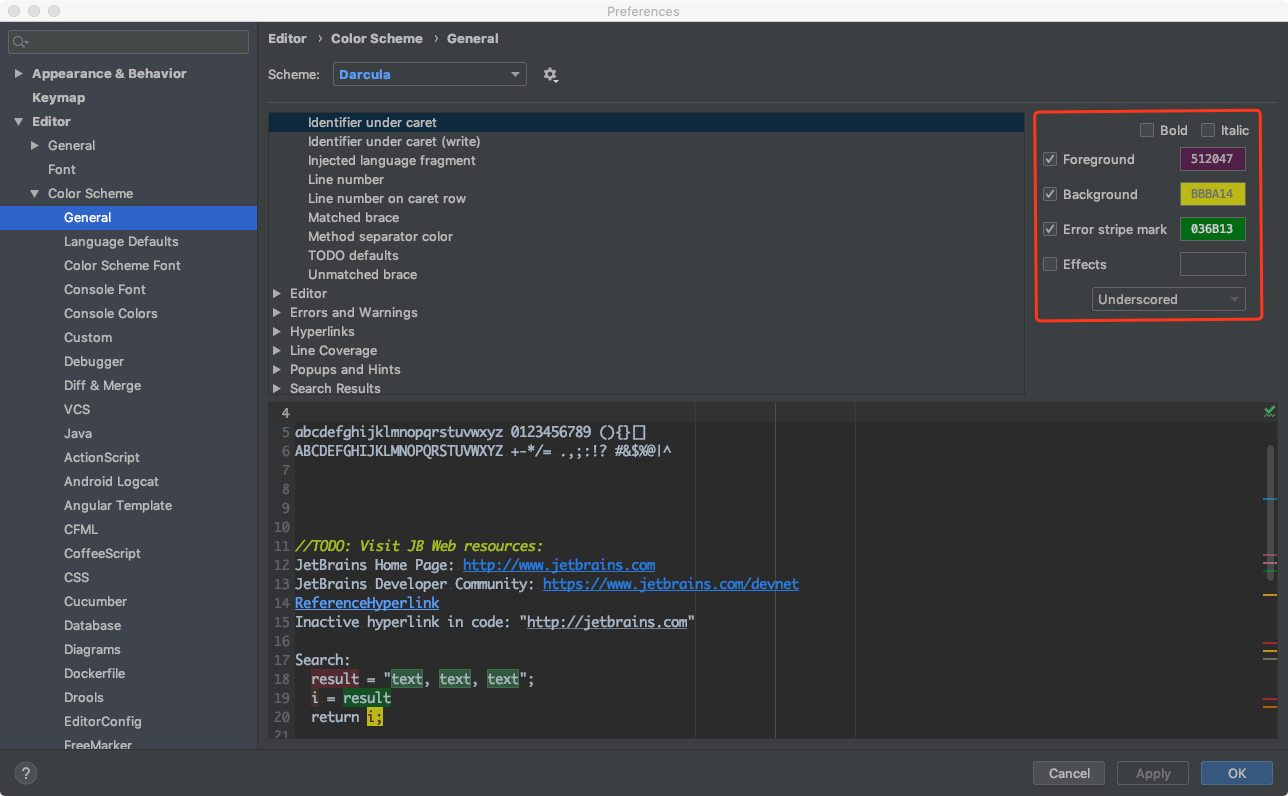 Preferences
Editor › Color Scheme › General
Scheme: Darcula
Appearance & Behavior
Keymap
Editor
General
Font
Color Scheme
General
Language Defaults
Color Scheme Font
Console Font
Console Colors
Custom
Debugger
Diff & Merge
VCS
Java
ActionScript
Android Logcat
Angular Template
CFML
CoffeeScript
CSS
Cucumber
Database
Diagrams
Dockerfile
Drools
EditorConfig
FreeMarker
Identifier under caret
Identifier under caret (write)
Injected language fragment
Line number
Line number on caret row
Matched brace
Method separator color
TODO defaults
Unmatched brace
Editor
Errors and Warnings
Hyperlinks
Line Coverage
Popups and Hints
Search Results
Bold Italic
Foreground 512047
Background BBBA14
Error stripe mark 036B13
Effects
Underscored
4
5 abcdefghijklmnopqrstuvwxyz 0123456789 (){}[]
6 ABCDEFGHIJKLMNOPQRSTUVWXYZ +-*/= .,;:!? #&$%@|^
7
8
9
10
11 //TODO: Visit JB Web resources:
12 JetBrains Home Page: http://www.jetbrains.com
13 JetBrains Developer Community: https://www.jetbrains.com/devnet
14 ReferenceHyperlink
15 Inactive hyperlink in code: "http://jetbrains.com"
16
17 Search:
18 result = "text, text, text";
19 i = result
20 return i;
21
?
Cancel Apply OK